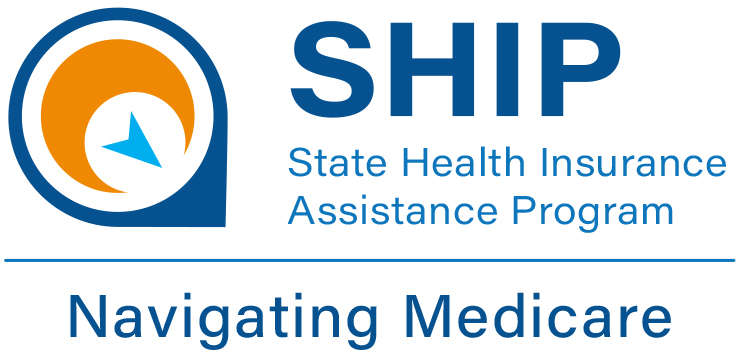 SHIP
State Health Insurance
Assistance Program
Navigating Medicare